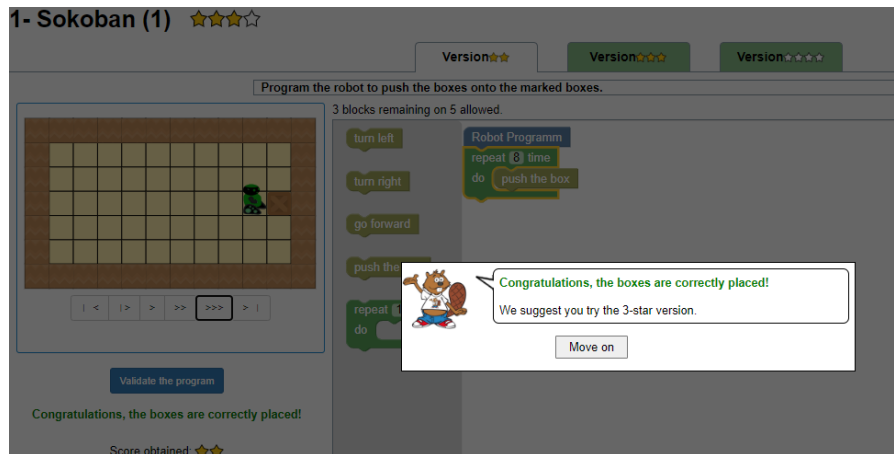 1- Sokoban (1)
Version
Version
Version
Program the robot to push the boxes onto the marked boxes.
3 blocks remaining on 5 allowed.
turn left
turn right
go forward
push the
repeat
do
Robot Programm
repeat 8 time
do push the box
| < |> > >> >>> > |
Validate the program
Congratulations, the boxes are correctly placed!
Score obtained:
Congratulations, the boxes are correctly placed!
We suggest you try the 3-star version.
Move on